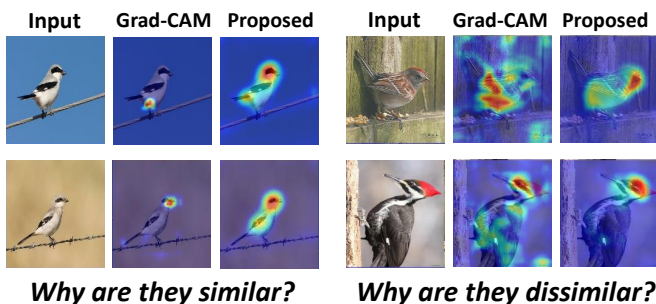 Input Grad-CAM Proposed Input Grad-CAM Proposed
Why are they similar? Why are they dissimilar?